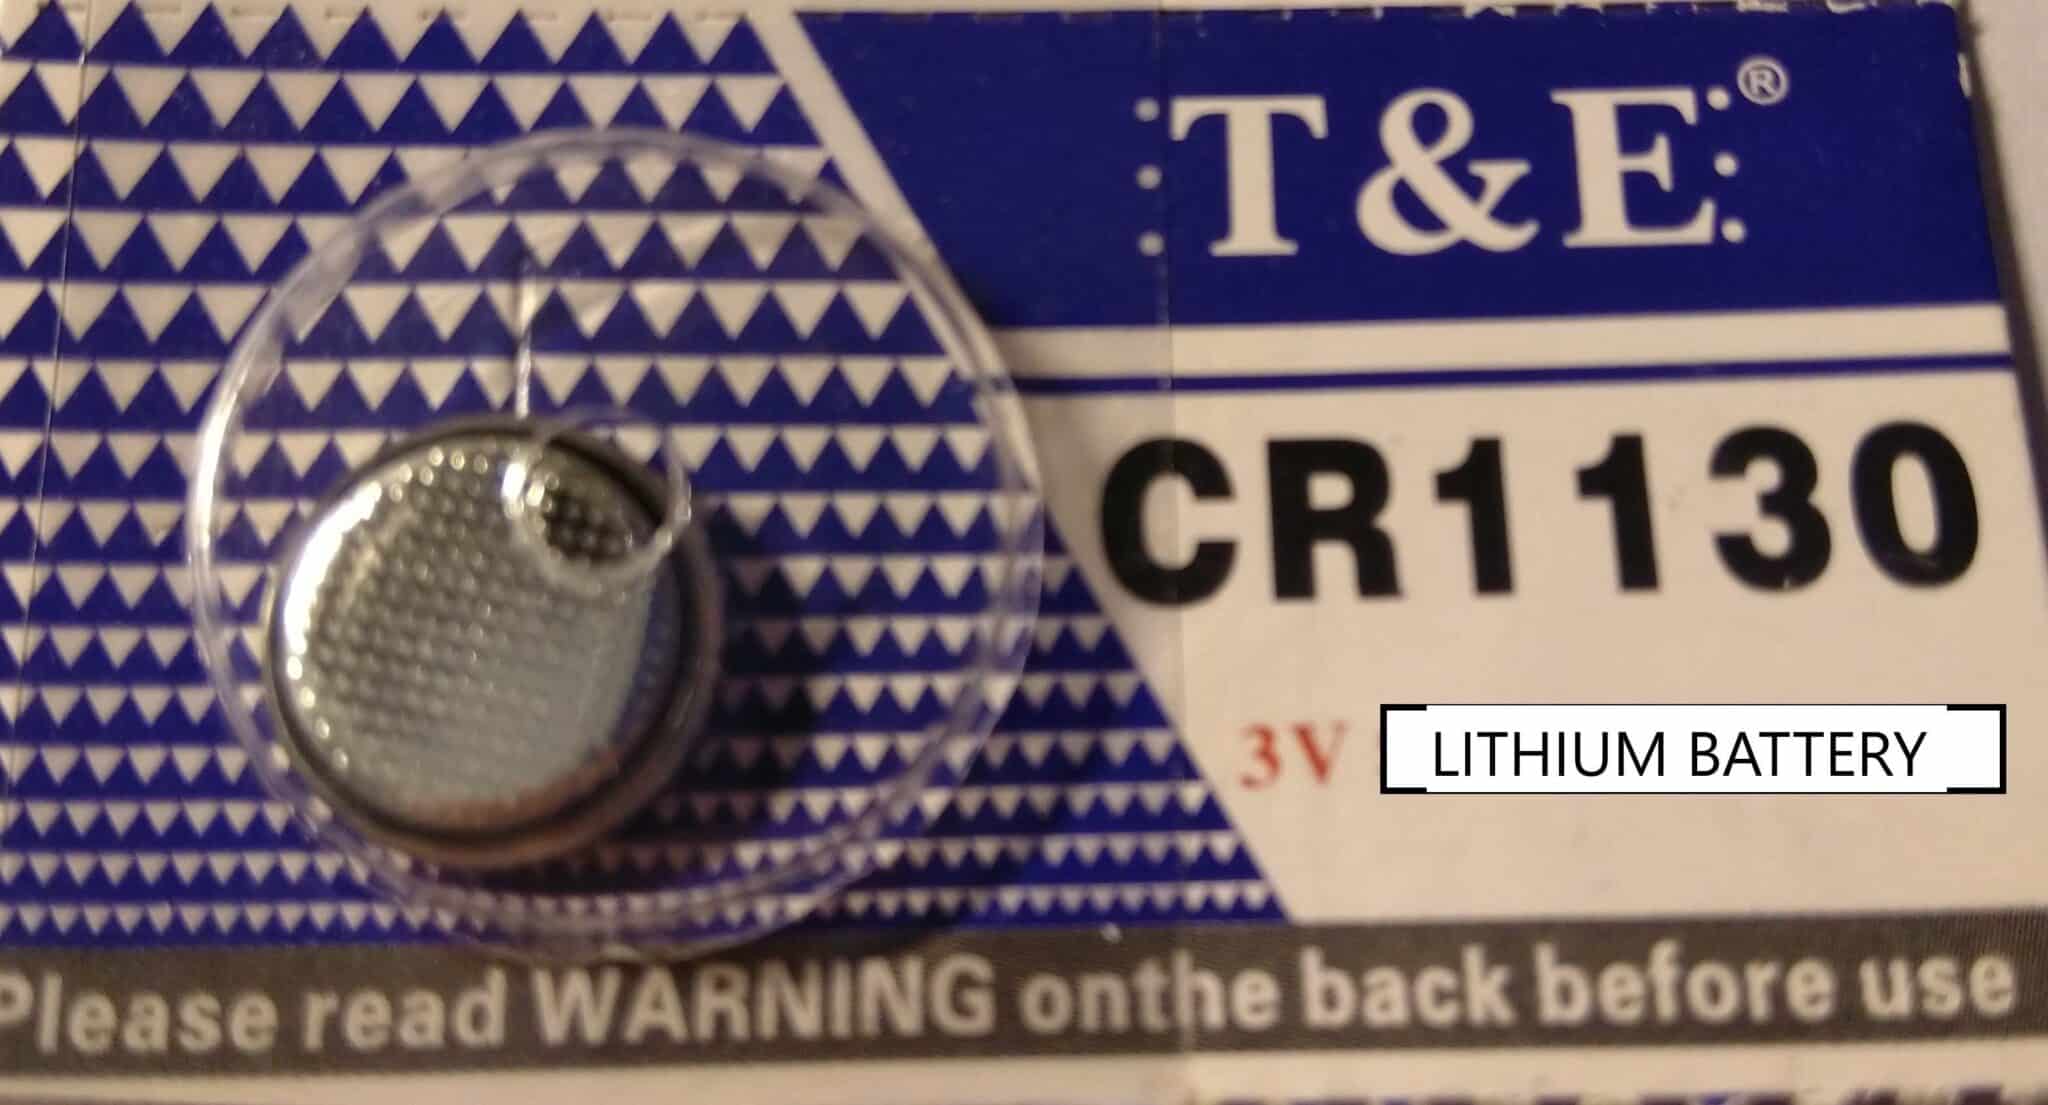 T&E®
CR1130
3V LITHIUM BATTERY
Please read WARNING onthe back before use